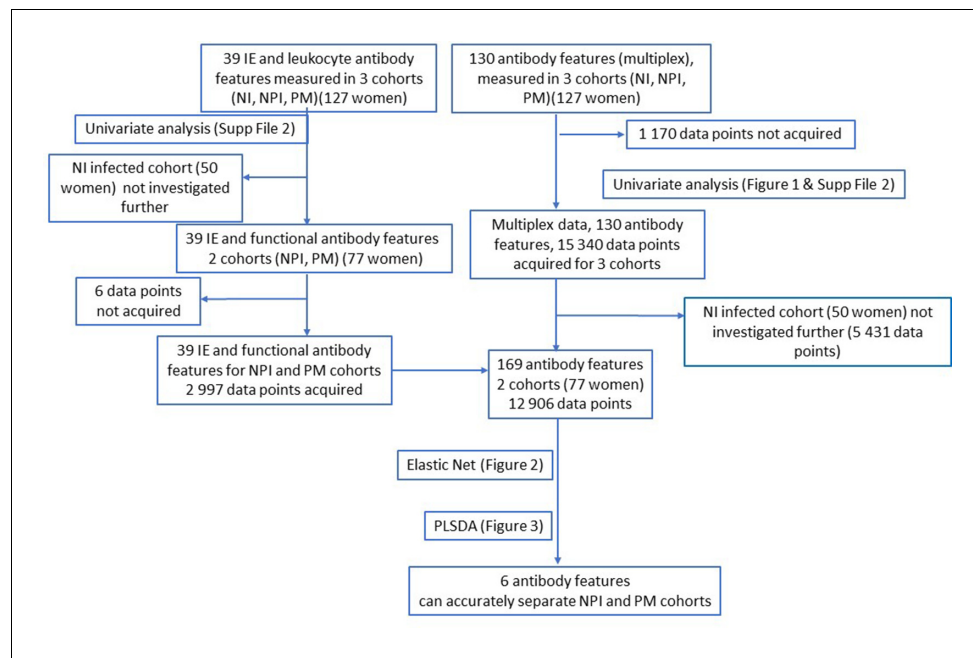 39 IE and leukocyte antibody
features measured in 3 cohorts
(NI, NPI, PM)(127 women)
130 antibody features (multiplex),
measured in 3 cohorts (NI, NPI,
PM)(127 women)
Univariate analysis (Supp File 2)
1 170 data points not acquired
NI infected cohort (50
women) not investigated
further
Univariate analysis (Figure 1 & Supp File 2)
39 IE and functional antibody features
2 cohorts (NPI, PM) (77 women)
Multiplex data, 130 antibody
features, 15 340 data points
acquired for 3 cohorts
6 data points
not acquired
NI infected cohort (50 women) not
investigated further (5 431 data
points)
39 IE and functional antibody
features for NPI and PM cohorts
2 997 data points acquired
169 antibody features
2 cohorts (77 women)
12 906 data points
Elastic Net (Figure 2)
PLSDA (Figure 3)
6 antibody features
can accurately separate NPI and PM cohorts